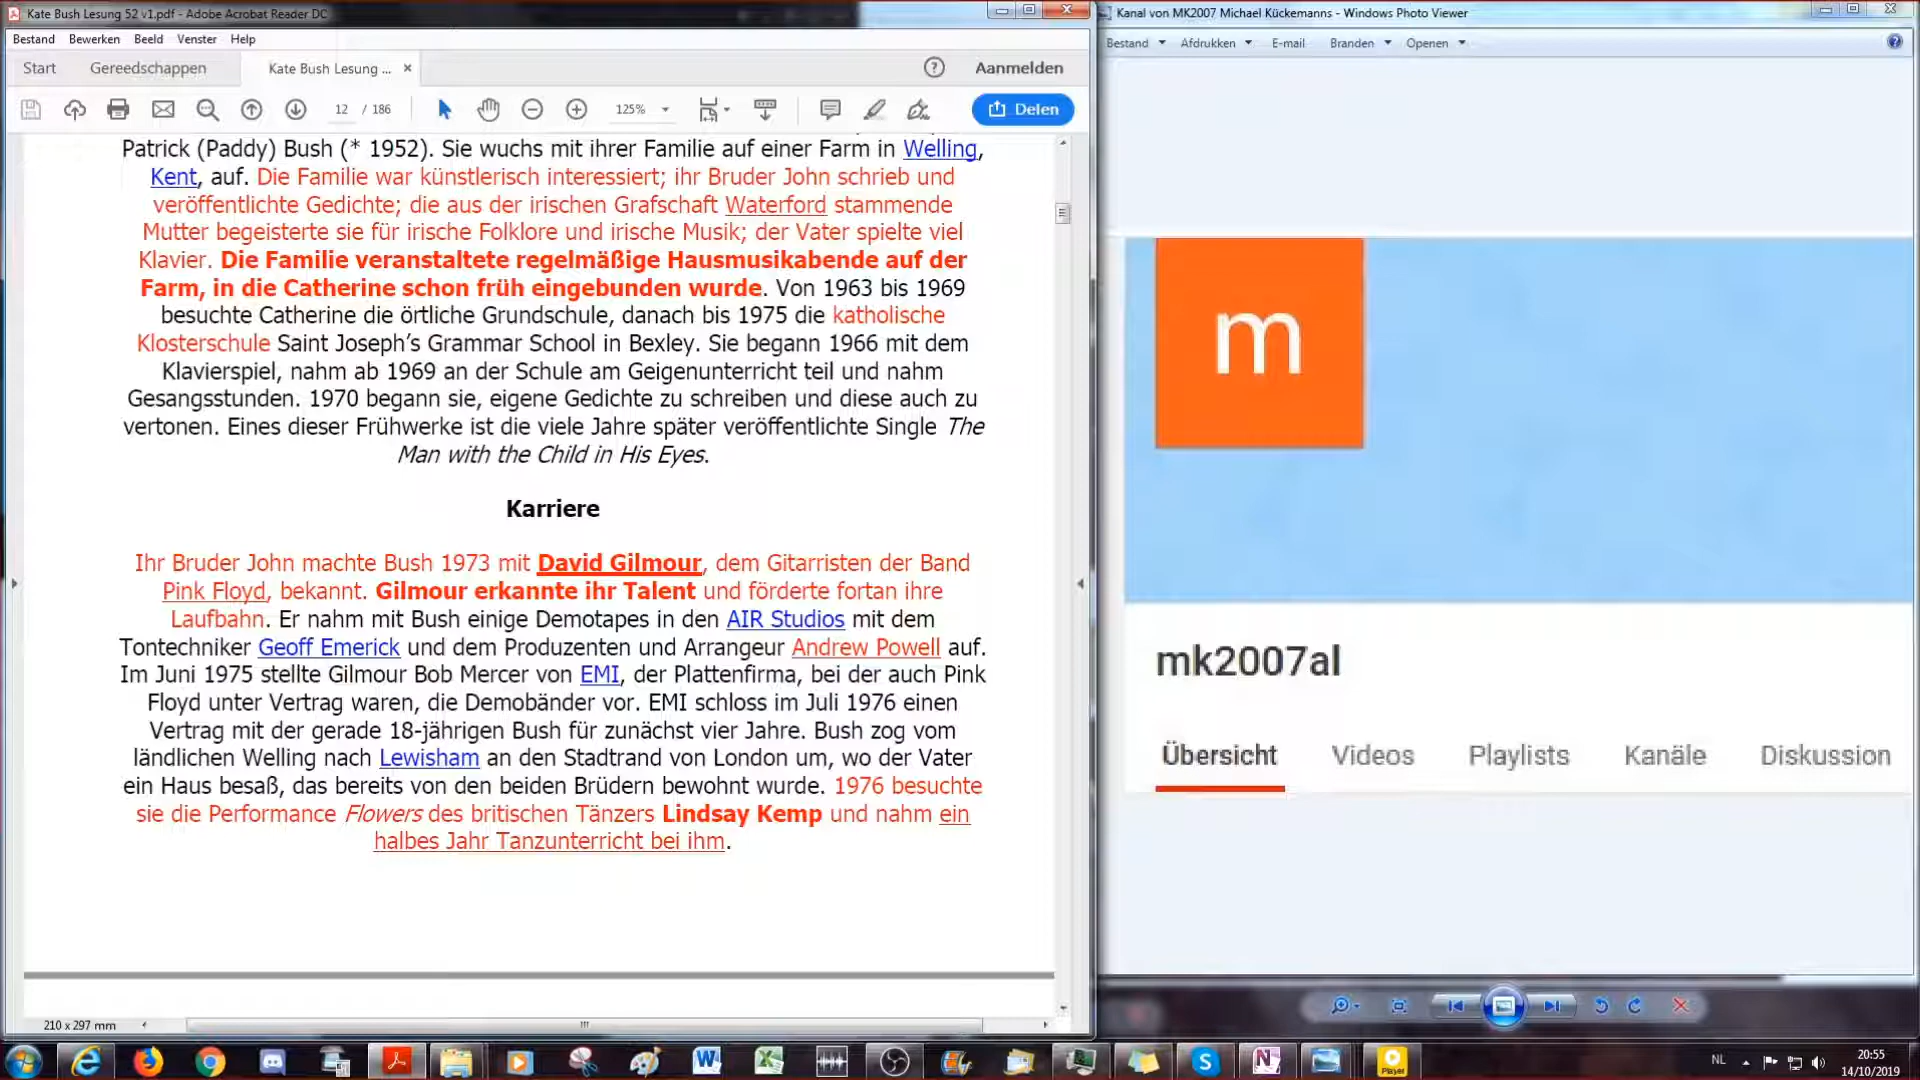 Kate Bush Lesung 52 v1.pdf - Adobe Acrobat Reader DC
Bestand Bewerken Beeld Venster Help
Start Gereedschappen Kate Bush Lesung ... × Aanmelden
12 / 186 125% Delen
Patrick (Paddy) Bush (* 1952). Sie wuchs mit ihrer Familie auf einer Farm in Welling,
Kent, auf. Die Familie war künstlerisch interessiert; ihr Bruder John schrieb und
veröffentlichte Gedichte; die aus der irischen Grafschaft Waterford stammende
Mutter begeisterte sie für irische Folklore und irische Musik; der Vater spielte viel
Klavier. Die Familie veranstaltete regelmäßige Hausmusikabende auf der
Farm, in die Catherine schon früh eingebunden wurde. Von 1963 bis 1969
besuchte Catherine die örtliche Grundschule, danach bis 1975 die katholische
Klosterschule Saint Joseph's Grammar School in Bexley. Sie begann 1966 mit dem
Klavierspiel, nahm ab 1969 an der Schule am Geigenunterricht teil und nahm
Gesangsstunden. 1970 begann sie, eigene Gedichte zu schreiben und diese auch zu
vertonen. Eines dieser Frühwerke ist die viele Jahre später veröffentlichte Single The
Man with the Child in His Eyes.
Karriere
Ihr Bruder John machte Bush 1973 mit David Gilmour, dem Gitarristen der Band
Pink Floyd, bekannt. Gilmour erkannte ihr Talent und förderte fortan ihre
Laufbahn. Er nahm mit Bush einige Demotapes in den AIR Studios mit dem
Tontechniker Geoff Emerick und dem Produzenten und Arrangeur Andrew Powell auf.
Im Juni 1975 stellte Gilmour Bob Mercer von EMI, der Plattenfirma, bei der auch Pink
Floyd unter Vertrag waren, die Demobänder vor. EMI schloss im Juli 1976 einen
Vertrag mit der gerade 18-jährigen Bush für zunächst vier Jahre. Bush zog vom
ländlichen Welling nach Lewisham an den Stadtrand von London um, wo der Vater
ein Haus besaß, das bereits von den beiden Brüdern bewohnt wurde. 1976 besuchte
sie die Performance Flowers des britischen Tänzers Lindsay Kemp und nahm ein
halbes Jahr Tanzunterricht bei ihm.
210 x 297 mm
Kanal von MK2007 Michael Kückemanns - Windows Photo Viewer
Bestand Afdrukken E-mail Branden Openen
m
mk2007al
Übersicht Videos Playlists Kanäle Diskussion
NL
20:55
14/10/2019
Player